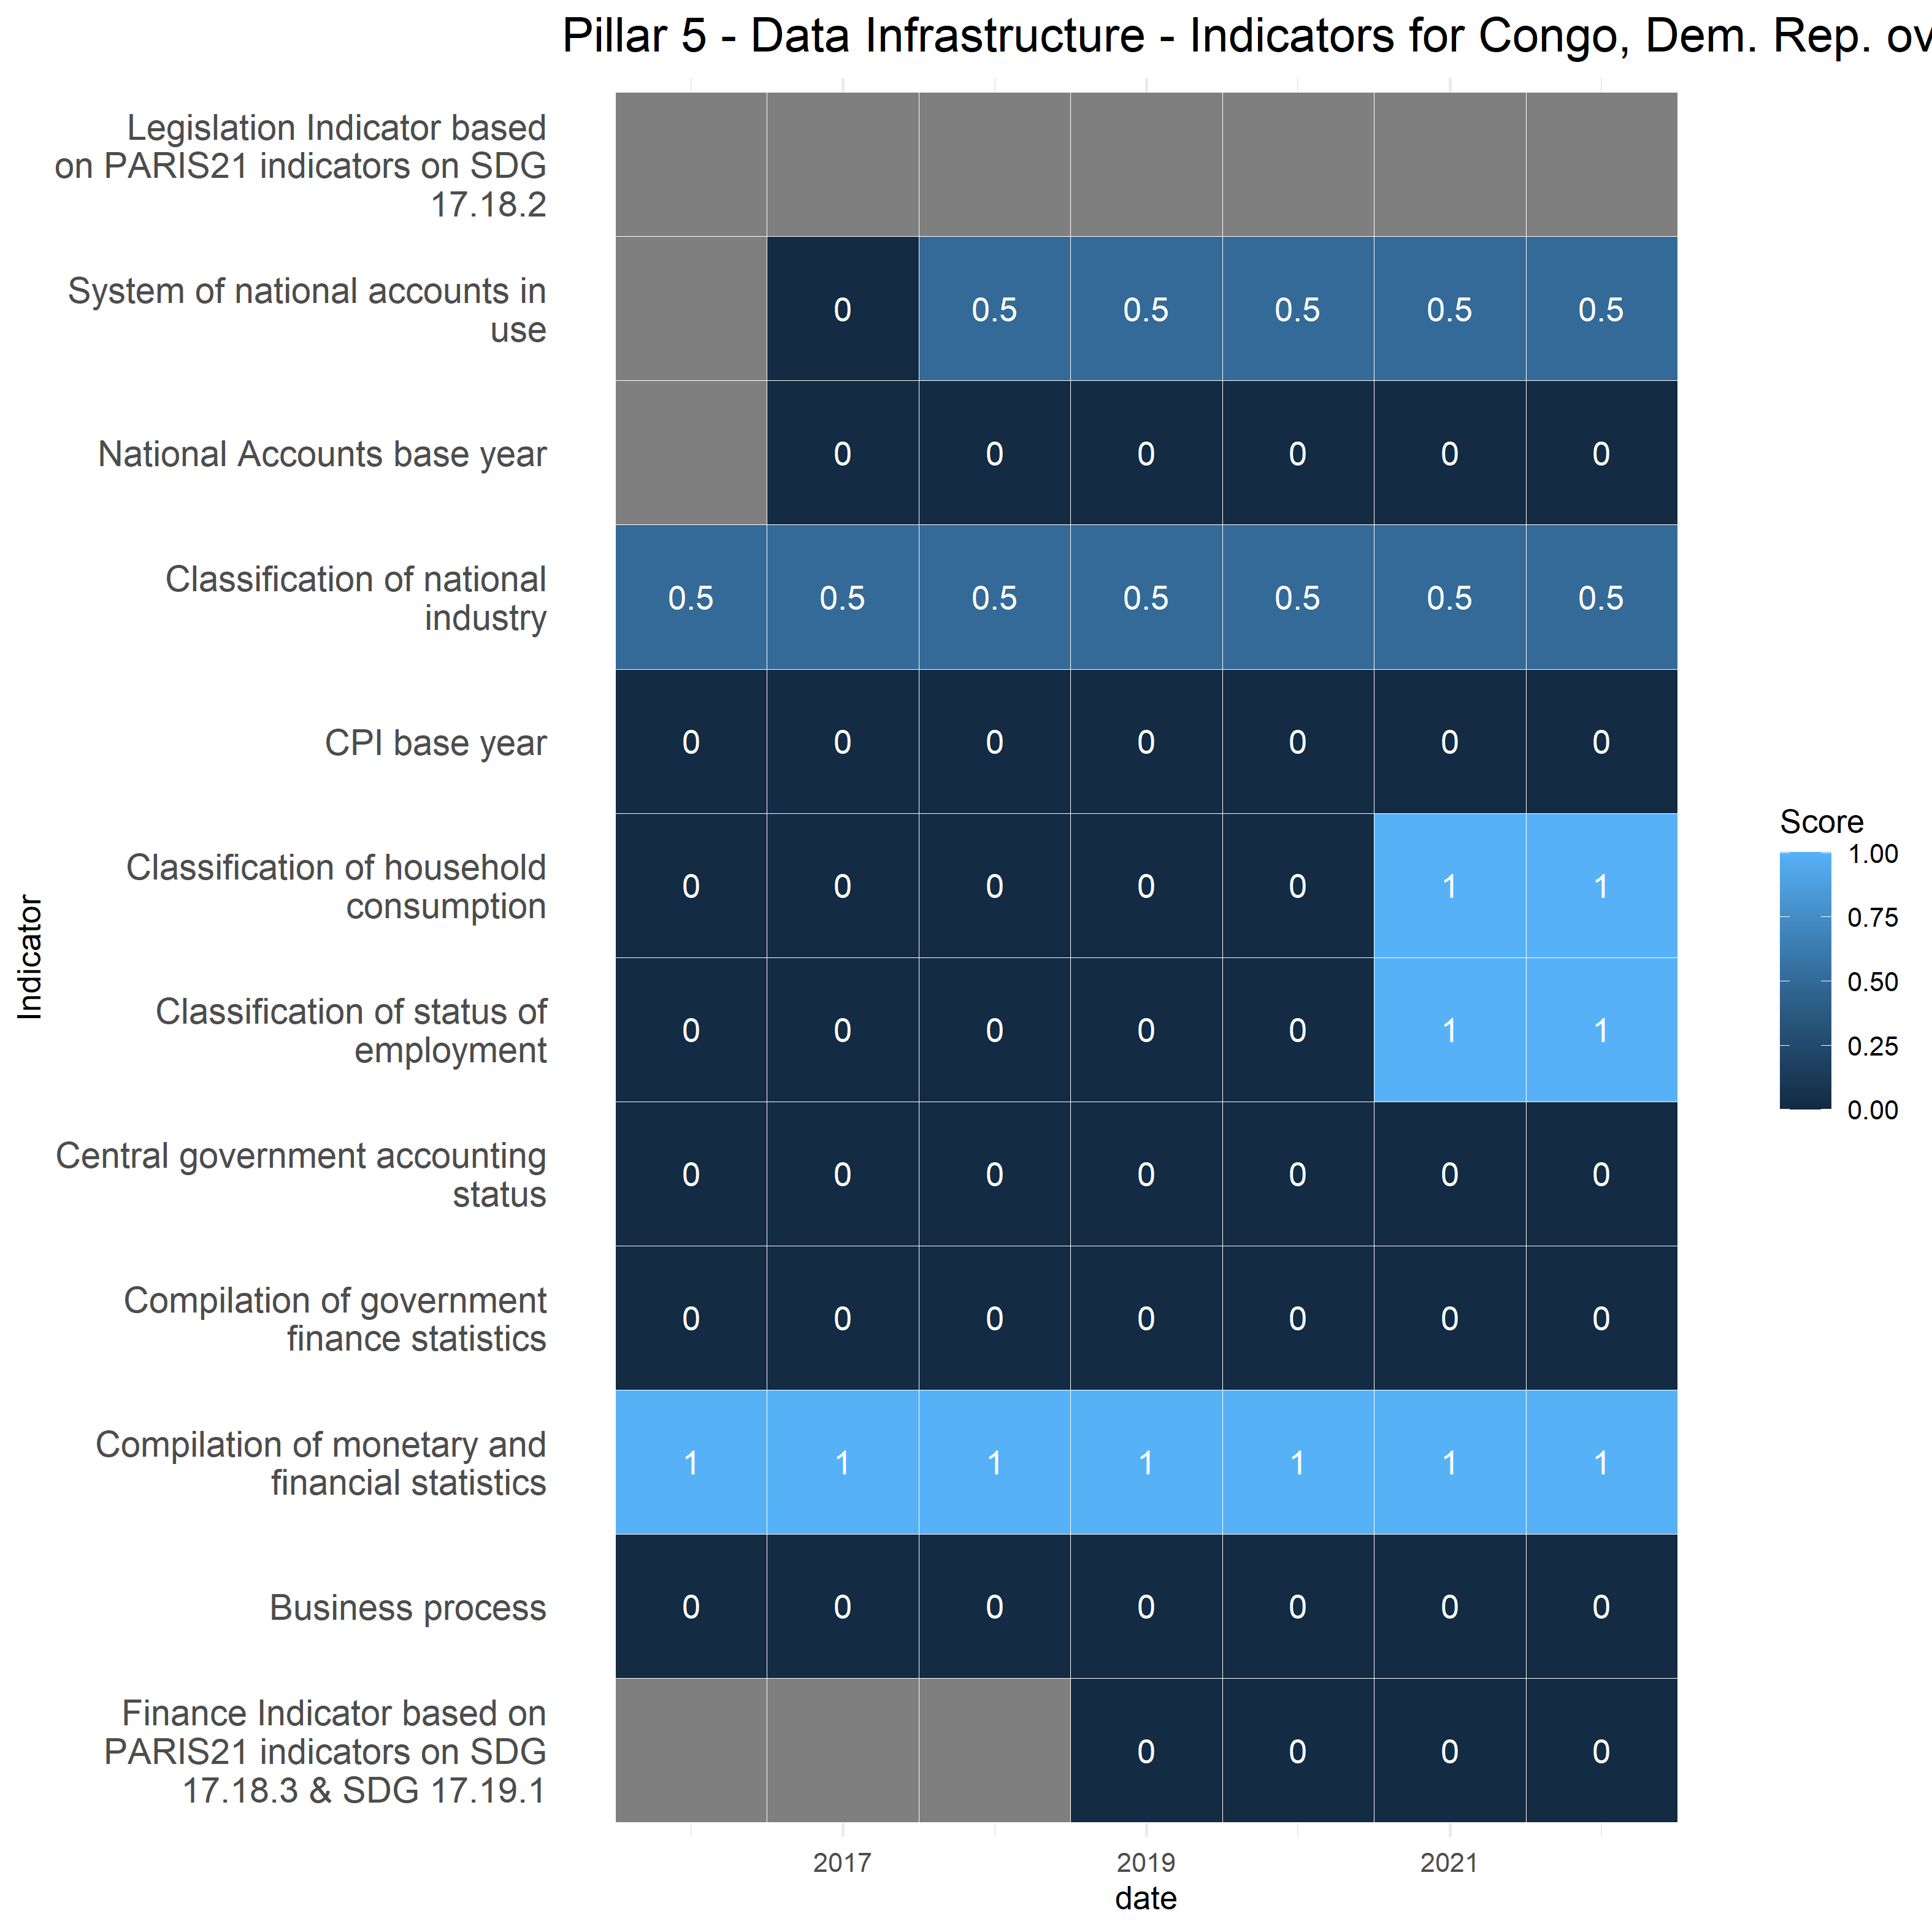 Pillar 5 - Data Infrastructure - Indicators for Congo, Dem. Rep. ov
Legislation Indicator based
on PARIS21 indicators on SDG
17.18.2
System of national accounts in
use
0 0.5 0.5 0.5 0.5 0.5
National Accounts base year
0 0 0 0 0 0
Classification of national
industry
0.5 0.5 0.5 0.5 0.5 0.5 0.5
CPI base year
0 0 0 0 0 0 0
Classification of household
consumption
0 0 0 0 0 1 1
Classification of status of
employment
0 0 0 0 0 1 1
Central government accounting
status
0 0 0 0 0 0 0
Compilation of government
finance statistics
0 0 0 0 0 0 0
Compilation of monetary and
financial statistics
1 1 1 1 1 1 1
Business process
0 0 0 0 0 0 0
Finance Indicator based on
PARIS21 indicators on SDG
17.18.3 & SDG 17.19.1
0 0 0 0
2017 2019 2021
date
Indicator
Score
1.00
0.75
0.50
0.25
0.00